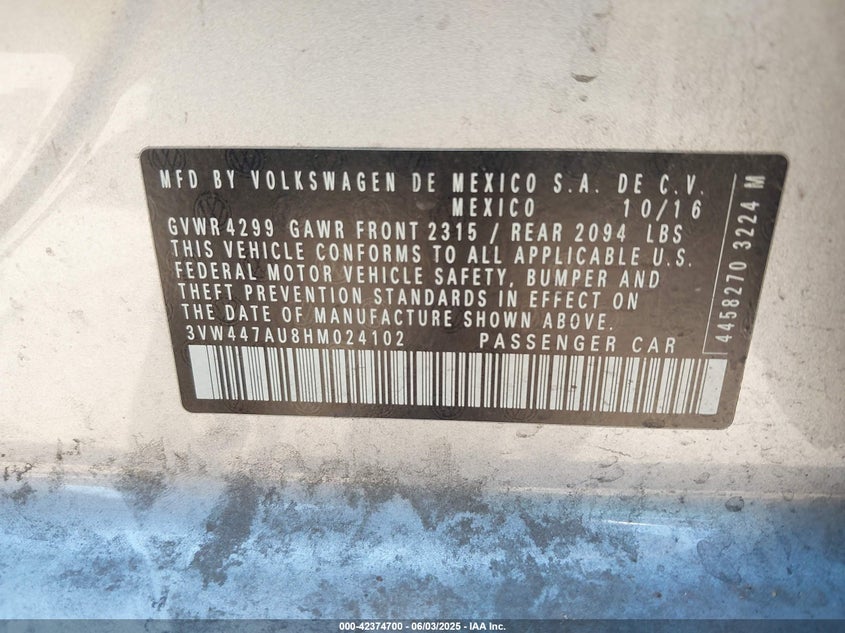 MFD BY VOLKSWAGEN DE MEXICO S.A. DE C.V.
MEXICO 10/16
GVWR 4299 GAWR FRONT 2315 / REAR 2094 LBS
THIS VEHICLE CONFORMS TO ALL APPLICABLE U.S.
FEDERAL MOTOR VEHICLE SAFETY, BUMPER AND
THEFT PREVENTION STANDARDS IN EFFECT ON
THE DATE OF MANUFACTURE SHOWN ABOVE.
3VW447AU8HM024102 PASSENGER CAR
4458270 3224 M
000-42374700 - 06/03/2025 - IAA Inc.